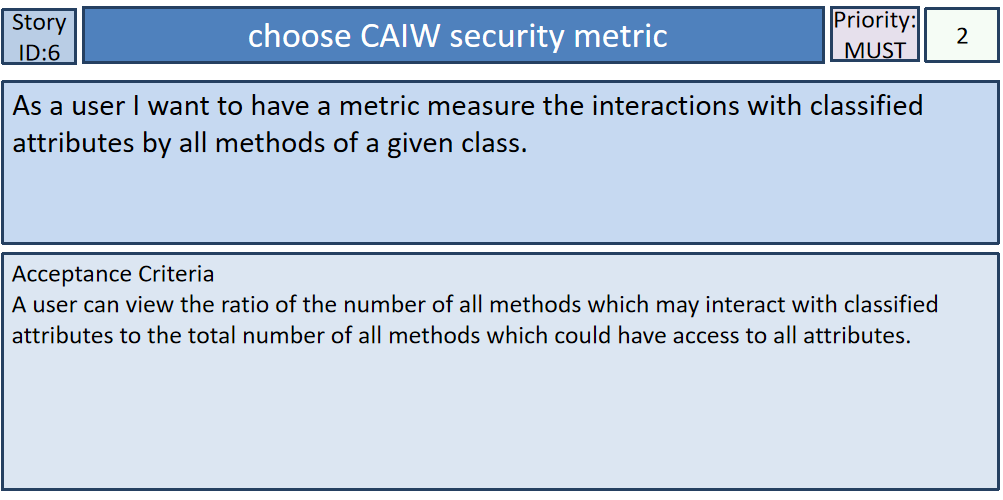 Story
ID:6
choose CAIW security metric
Priority:
MUST
2
As a user I want to have a metric measure the interactions with classified
attributes by all methods of a given class.
Acceptance Criteria
A user can view the ratio of the number of all methods which may interact with classified
attributes to the total number of all methods which could have access to all attributes.